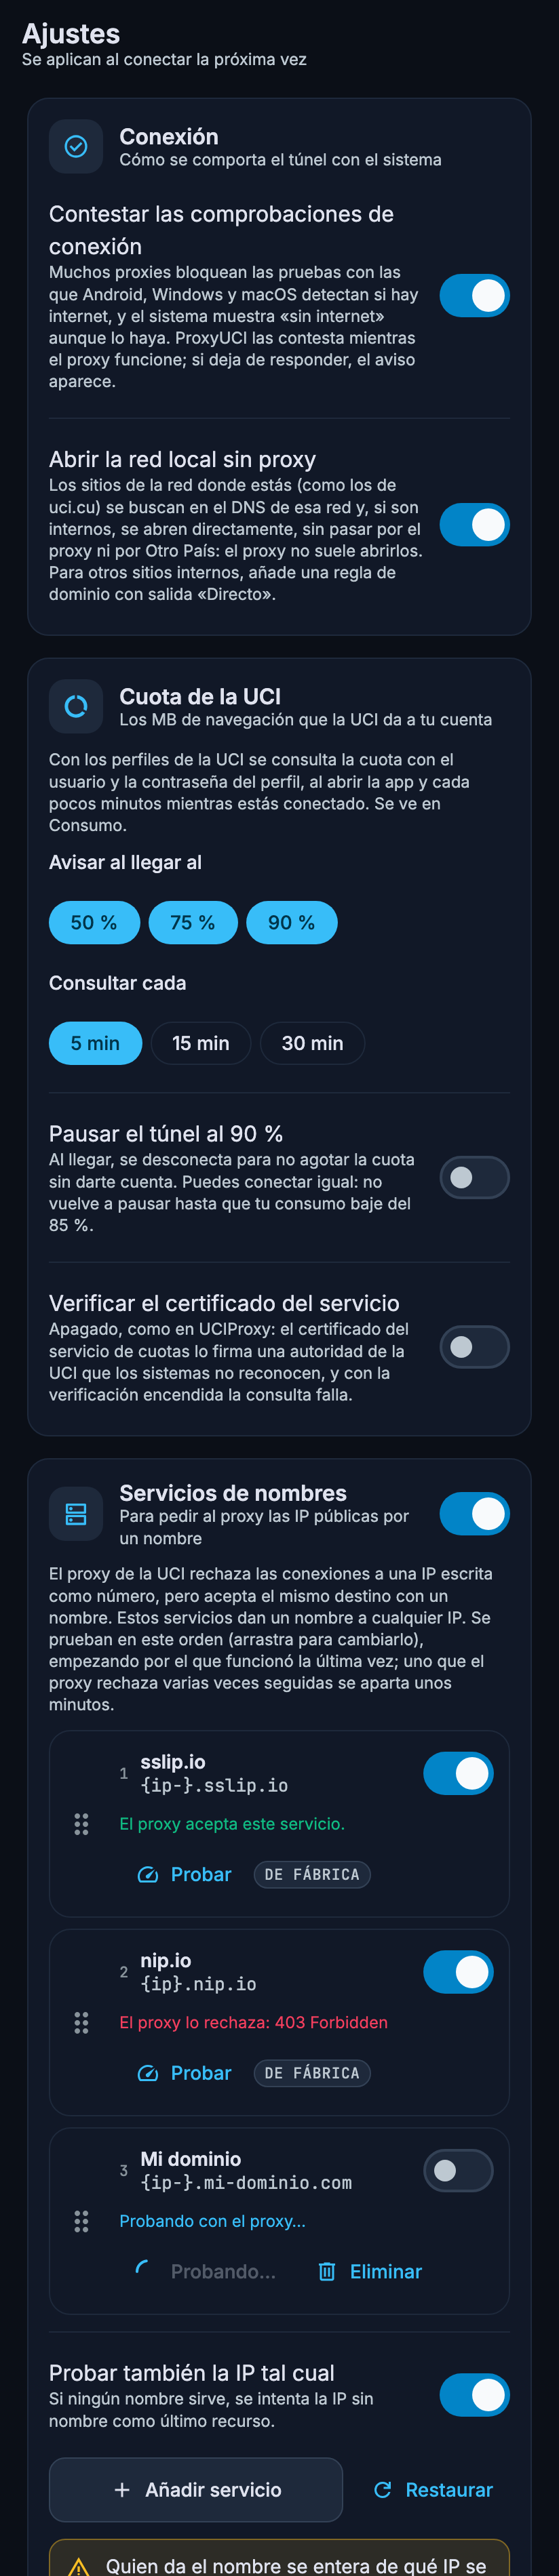 Ajustes
Se aplican al conectar la próxima vez
Conexión
Cómo se comporta el túnel con el sistema
Contestar las comprobaciones de
conexión
Muchos proxies bloquean las pruebas con las
que Android, Windows y macOS detectan si hay
internet, y el sistema muestra «sin internet»
aunque lo haya. ProxyUCI las contesta mientras
el proxy funcione; si deja de responder, el aviso
aparece.
Abrir la red local sin proxy
Los sitios de la red donde estás (como los de
uci.cu) se buscan en el DNS de esa red y, si son
internos, se abren directamente, sin pasar por el
proxy ni por Otro País: el proxy no suele abrirlos.
Para otros sitios internos, añade una regla de
dominio con salida «Directo».
Cuota de la UCI
Los MB de navegación que la UCI da a tu cuenta
Con los perfiles de la UCI se consulta la cuota con el
usuario y la contraseña del perfil, al abrir la app y cada
pocos minutos mientras estás conectado. Se ve en
Consumo.
Avisar al llegar al
50 % 75 % 90 %
Consultar cada
5 min 15 min 30 min
Pausar el túnel al 90 %
Al llegar, se desconecta para no agotar la cuota
sin darte cuenta. Puedes conectar igual: no
vuelve a pausar hasta que tu consumo baje del
85 %.
Verificar el certificado del servicio
Apagado, como en UCIProxy: el certificado del
servicio de cuotas lo firma una autoridad de la
UCI que los sistemas no reconocen, y con la
verificación encendida la consulta falla.
Servicios de nombres
Para pedir al proxy las IP públicas por
un nombre
El proxy de la UCI rechaza las conexiones a una IP escrita
como número, pero acepta el mismo destino con un
nombre. Estos servicios dan un nombre a cualquier IP. Se
prueban en este orden (arrastra para cambiarlo),
empezando por el que funcionó la última vez; uno que el
proxy rechaza varias veces seguidas se aparta unos
minutos.
1 sslip.io
{ip-}.sslip.io
El proxy acepta este servicio.
Probar DE FÁBRICA
2 nip.io
{ip}.nip.io
El proxy lo rechaza: 403 Forbidden
Probar DE FÁBRICA
3 Mi dominio
{ip-}.mi-dominio.com
Probando con el proxy…
Probando… Eliminar
Probar también la IP tal cual
Si ningún nombre sirve, se intenta la IP sin
nombre como último recurso.
Añadir servicio Restaurar
Quien da el nombre se entera de qué IP se